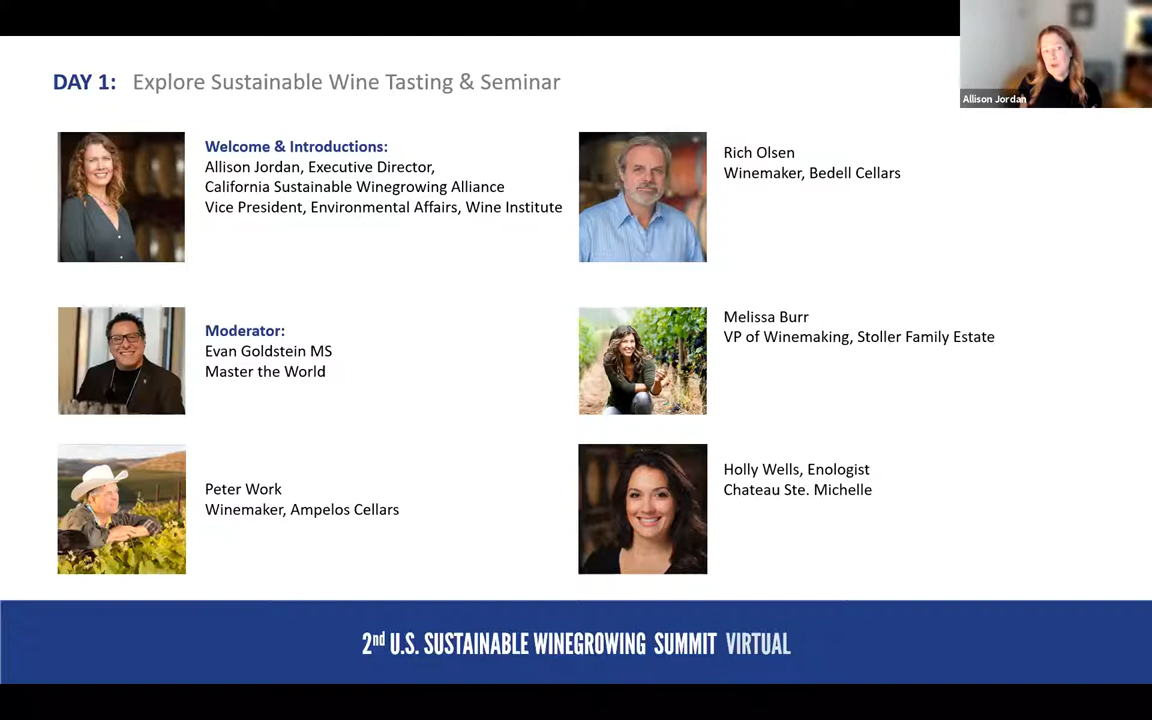 Allison Jordan
DAY 1: Explore Sustainable Wine Tasting & Seminar
Welcome & Introductions:
Allison Jordan, Executive Director,
California Sustainable Winegrowing Alliance
Vice President, Environmental Affairs, Wine Institute
Rich Olsen
Winemaker, Bedell Cellars
Moderator:
Evan Goldstein MS
Master the World
Melissa Burr
VP of Winemaking, Stoller Family Estate
Peter Work
Winemaker, Ampelos Cellars
Holly Wells, Enologist
Chateau Ste. Michelle
2nd U.S. SUSTAINABLE WINEGROWING SUMMIT VIRTUAL